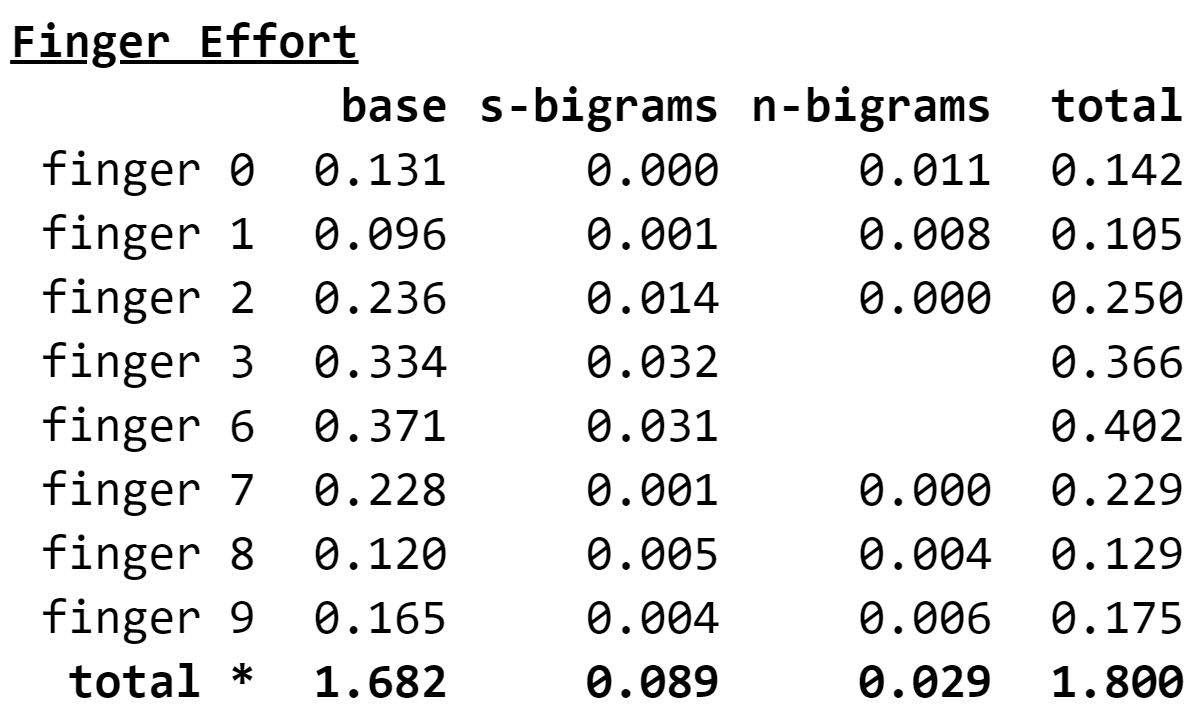 Finger Effort
base s-bigrams n-bigrams total
finger 0 0.131 0.000 0.011 0.142
finger 1 0.096 0.001 0.008 0.105
finger 2 0.236 0.014 0.000 0.250
finger 3 0.334 0.032 0.366
finger 6 0.371 0.031 0.402
finger 7 0.228 0.001 0.000 0.229
finger 8 0.120 0.005 0.004 0.129
finger 9 0.165 0.004 0.006 0.175
total * 1.682 0.089 0.029 1.800